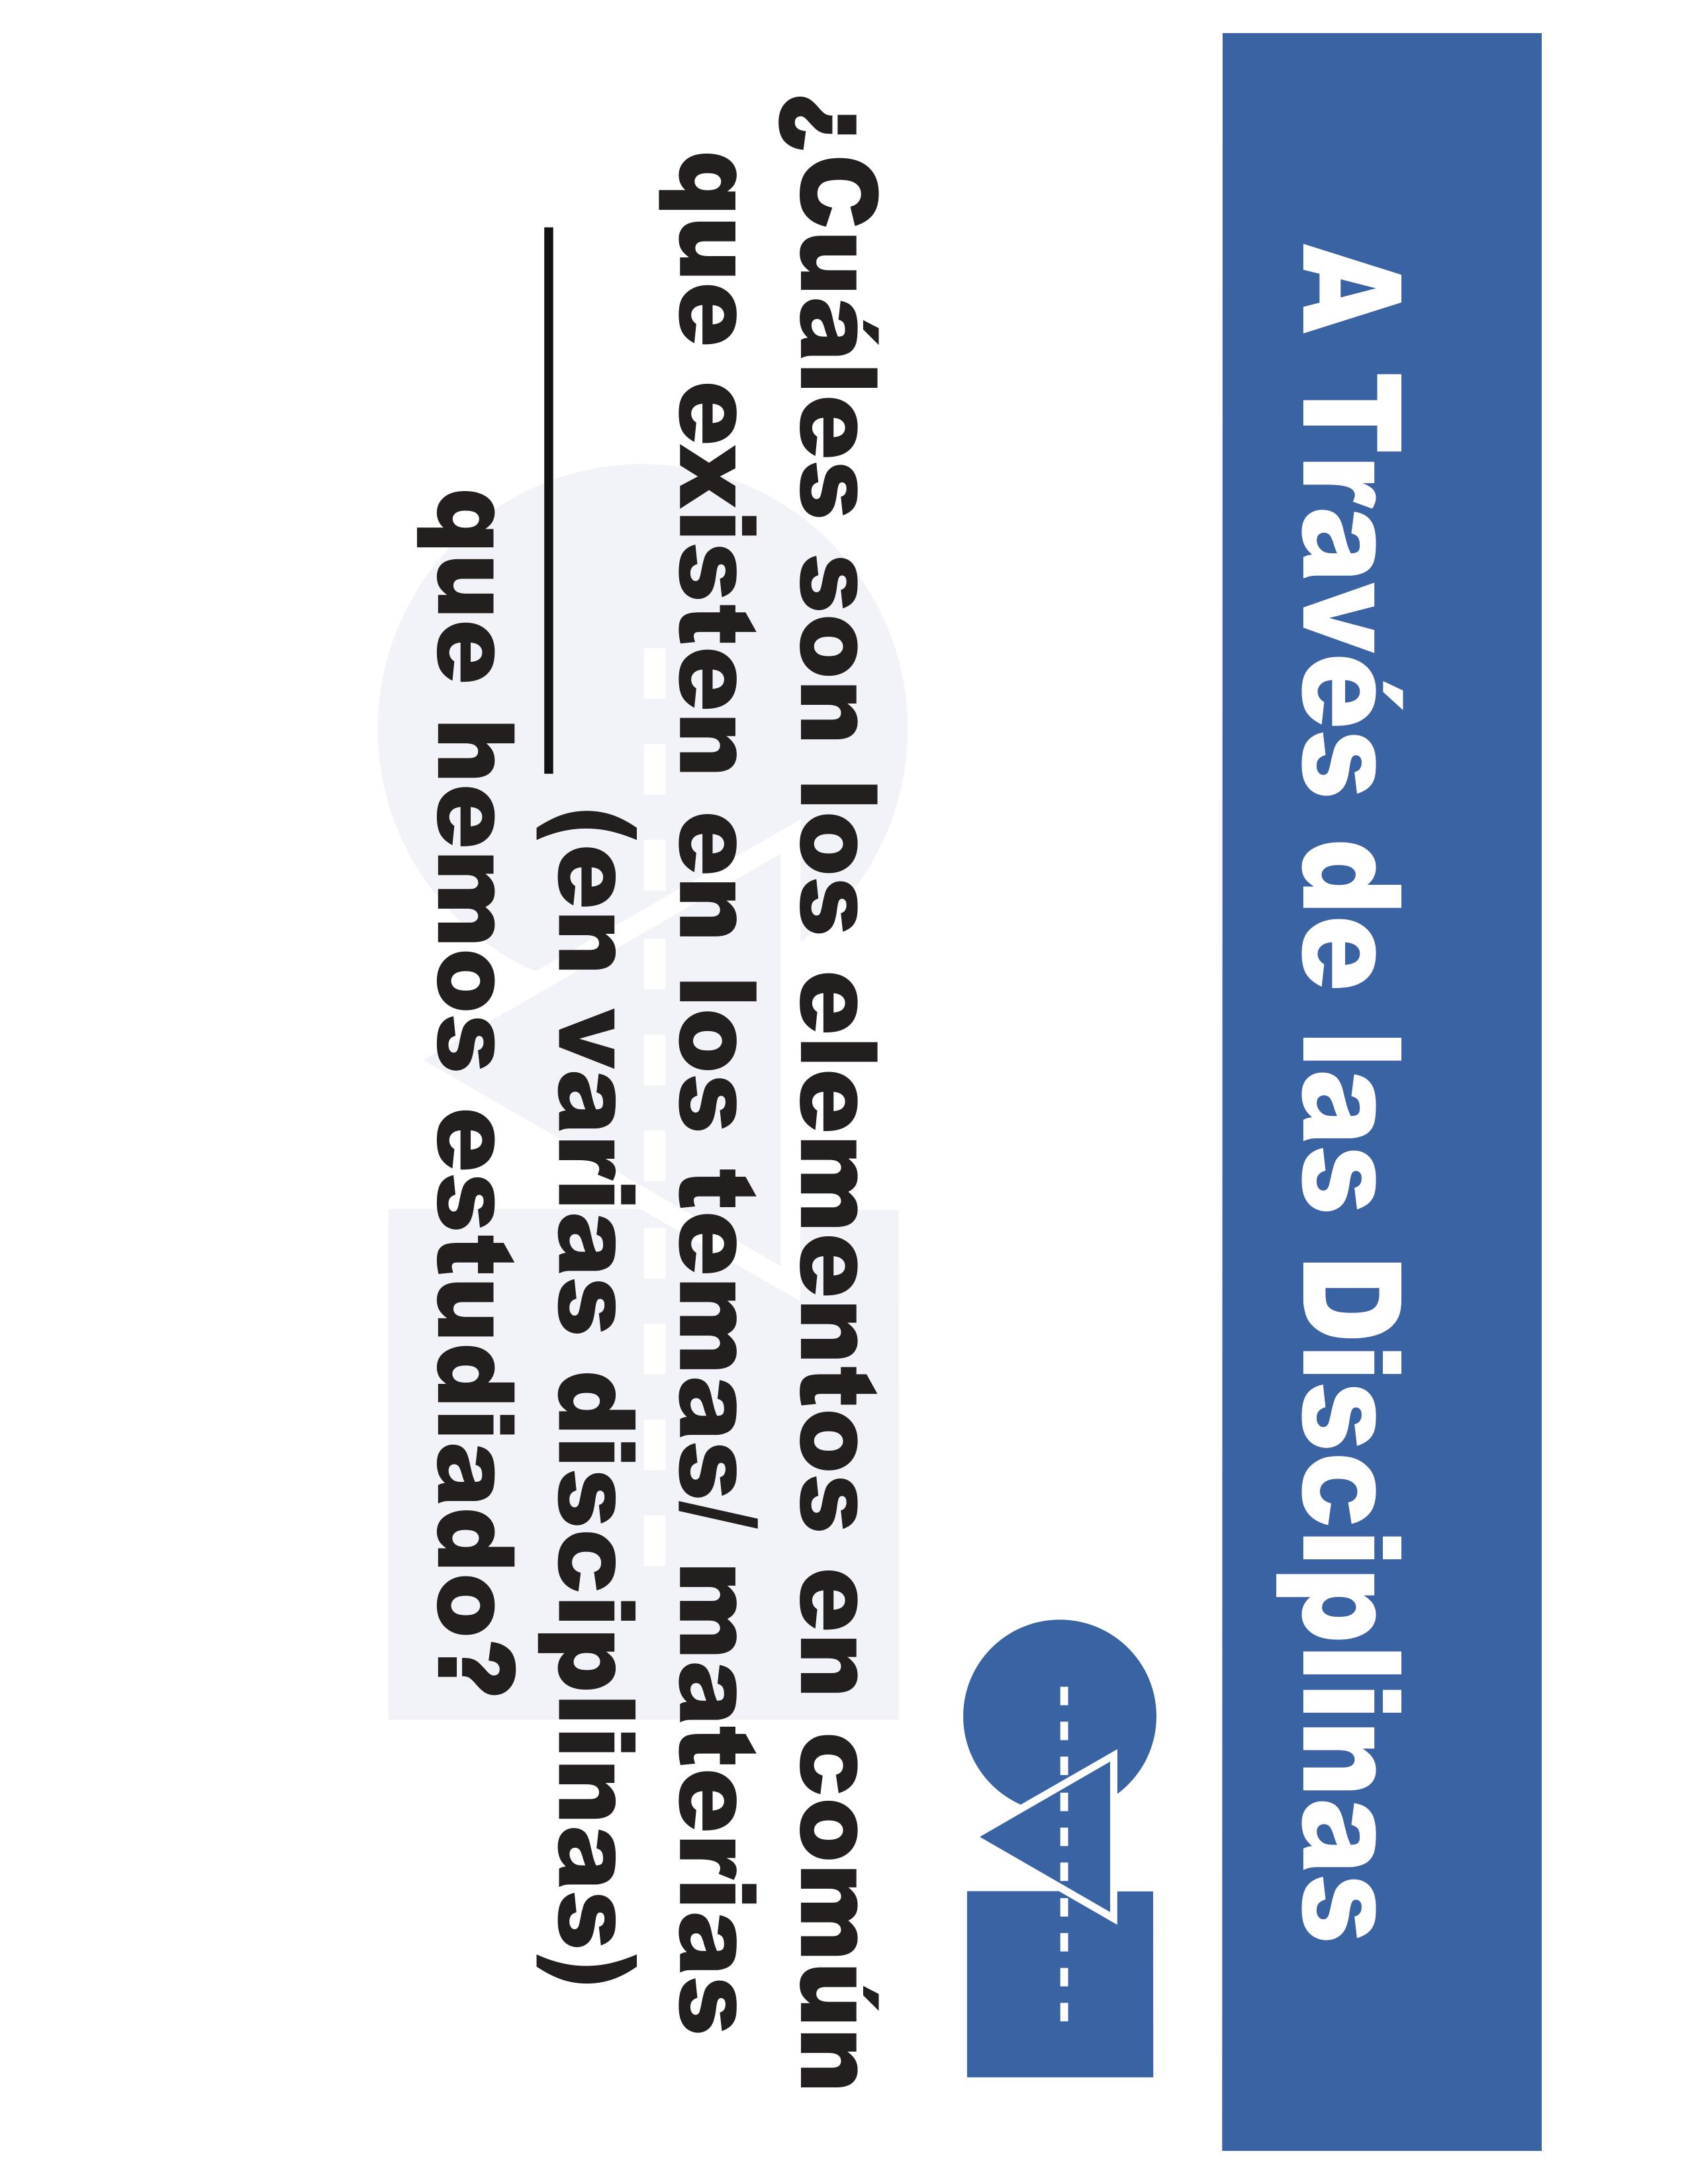 A Través de las Disciplinas
¿Cuáles son los elementos en común
que existen en los temas/ materias
____________ (en varias disciplinas)
que hemos estudiado?